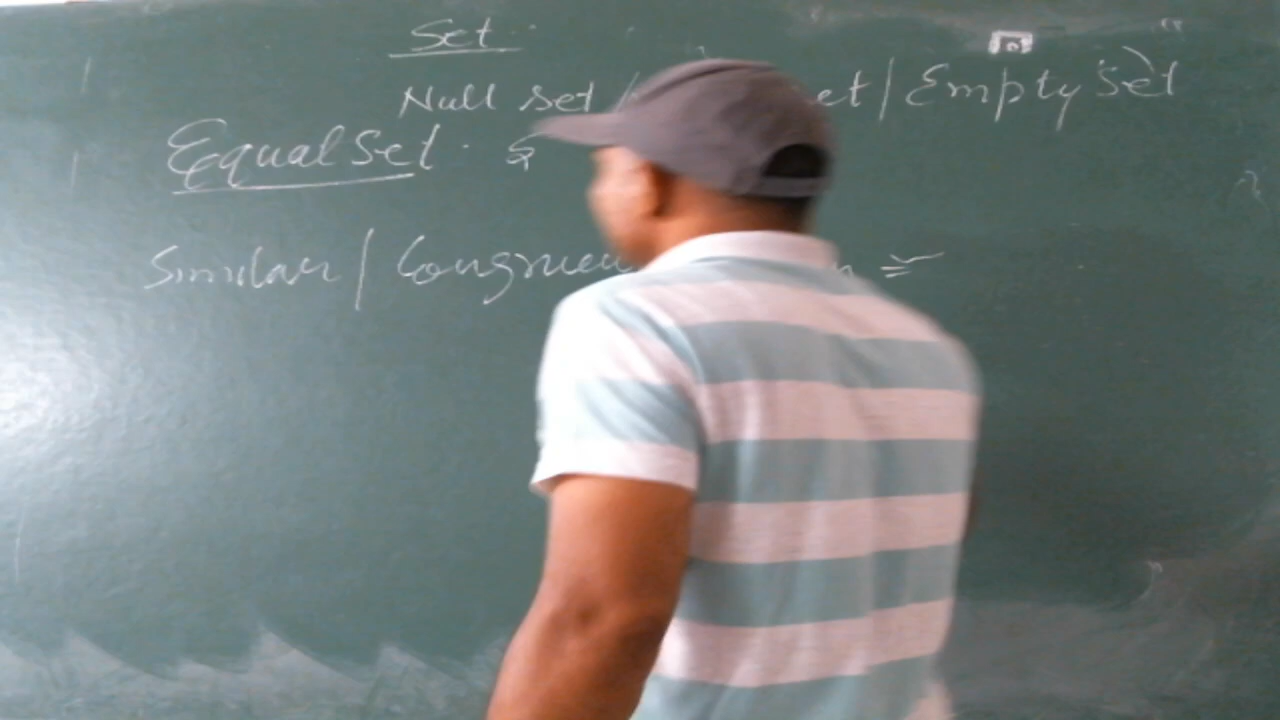 Set
Null set / et / Empty Set
Equal Set.
Similar / Congruen